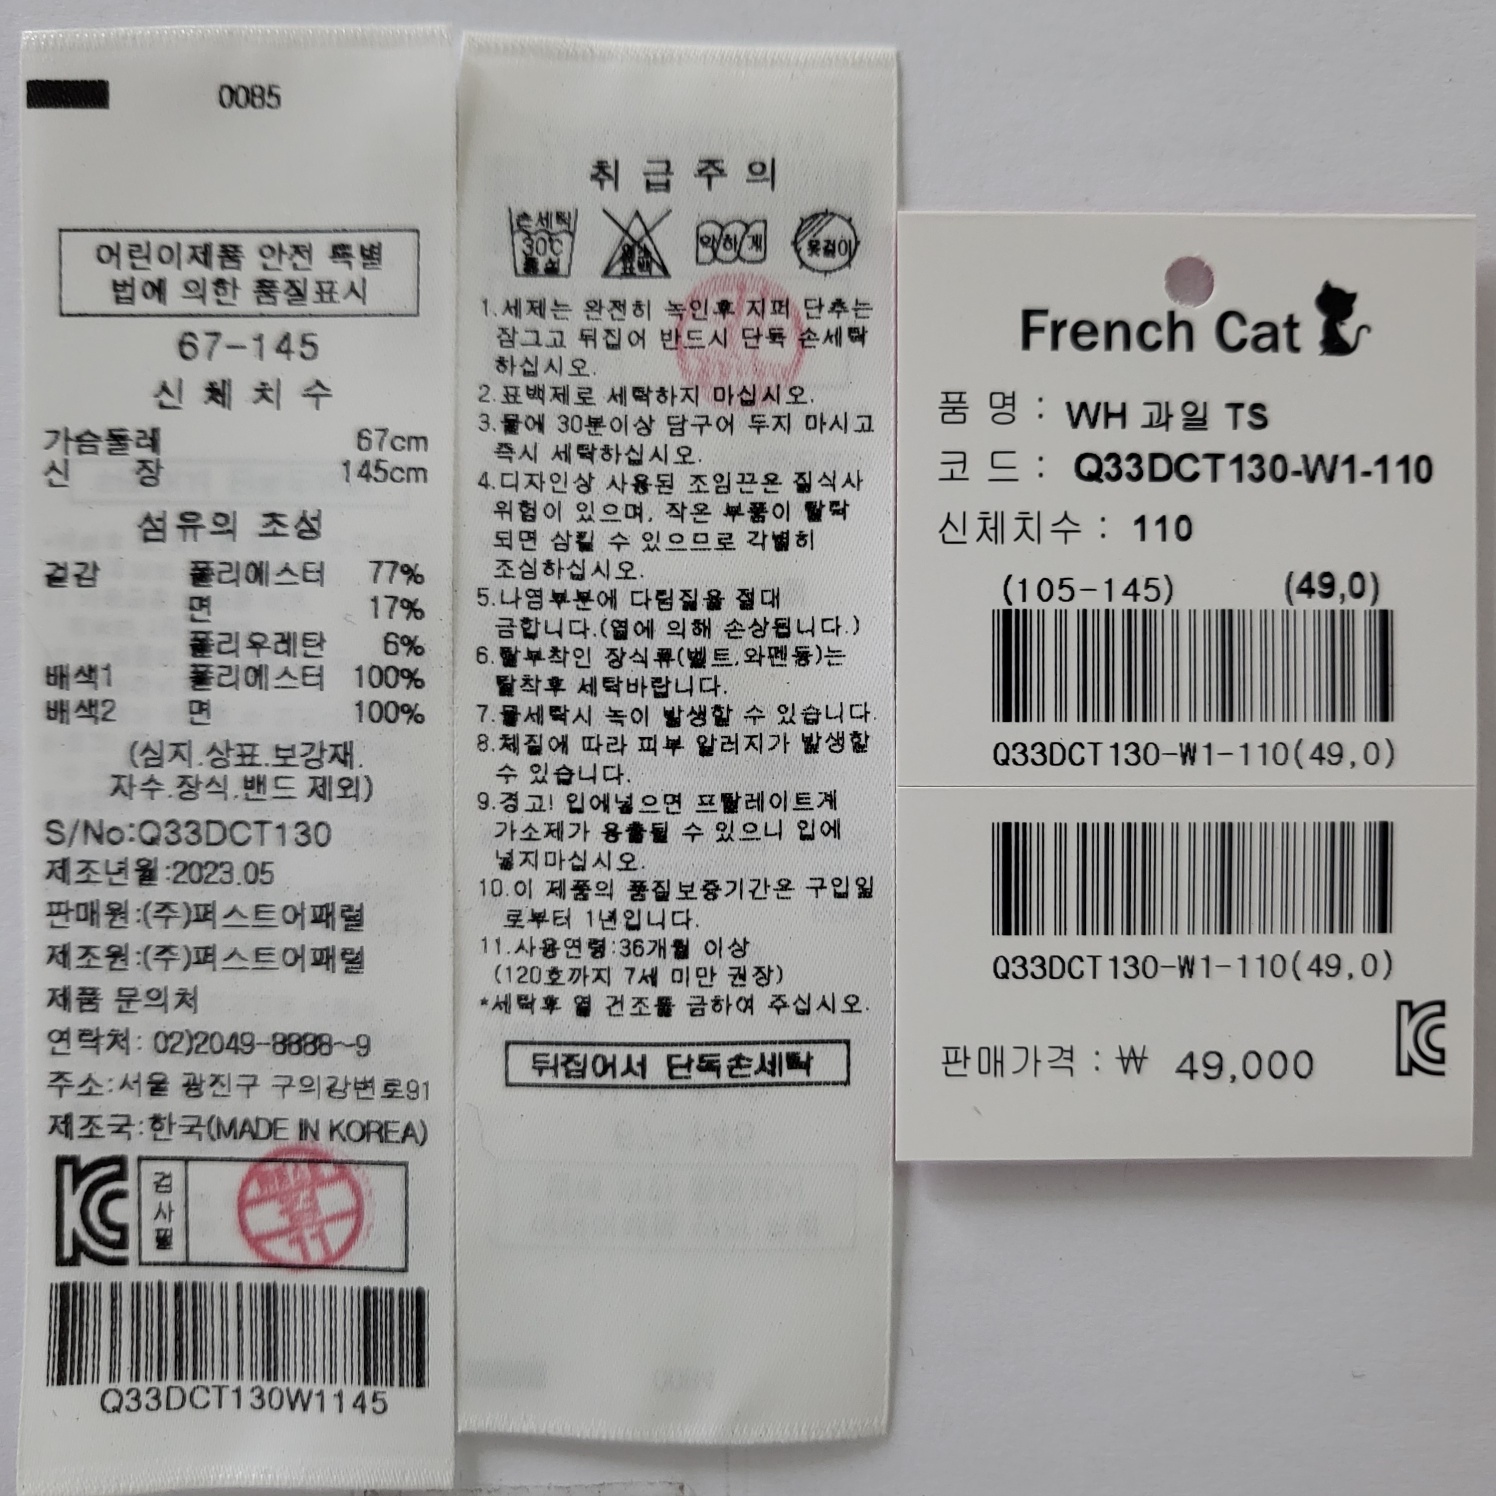 0085
어린이제품 안전 특별
법에 의한 품질표시
67-145
신 체 치 수
가슴둘레 67cm
신 장 145cm
섬유의 조성
겉감 폴리에스터 77%
면 17%
폴리우레탄 6%
배색1 폴리에스터 100%
배색2 면 100%
(심지.상표.보강재.
자수.장식.밴드 제외)
S/No:Q33DCT130
제조년월:2023.05
판매원:(주)퍼스트어패럴
제조원:(주)퍼스트어패럴
제품 문의처
연락처: 02)2049-8888~9
주소:서울 광진구 구의강변로91
제조국:한국(MADE IN KOREA)
검사필
11
Q33DCT130W1145
취 급 주 의
손세탁
30℃
중성
염소
표백
약하게
옷걸이
1.세제는 완전히 녹인후 지퍼 단추는
잠그고 뒤집어 반드시 단독 손세탁
하십시오.
2.표백제로 세탁하지 마십시오.
3.물에 30분이상 담구어 두지 마시고
즉시 세탁하십시오.
4.디자인상 사용된 조임끈은 질식사
위험이 있으며, 작은 부품이 탈락
되면 삼킬 수 있으므로 각별히
조심하십시오.
5.나염부분에 다림질을 절대
금합니다.(열에 의해 손상됩니다.)
6.탈부착인 장식류(벨트,와펜등)는
탈착후 세탁바랍니다.
7.물세탁시 녹이 발생할 수 있습니다.
8.체질에 따라 피부 알러지가 발생할
수 있습니다.
9.경고! 입에넣으면 프탈레이트계
가소제가 용출될 수 있으니 입에
넣지마십시오.
10.이 제품의 품질보증기간은 구입일
로부터 1년입니다.
11.사용연령:36개월 이상
(120호까지 7세 미만 권장)
*세탁후 열 건조를 금하여 주십시오.
뒤집어서 단독손세탁
French Cat
품 명 : WH 과일 TS
코 드 : Q33DCT130-W1-110
신체치수 : 110
(105-145) (49,0)
Q33DCT130-W1-110(49,0)
Q33DCT130-W1-110(49,0)
판매가격 : ₩ 49,000